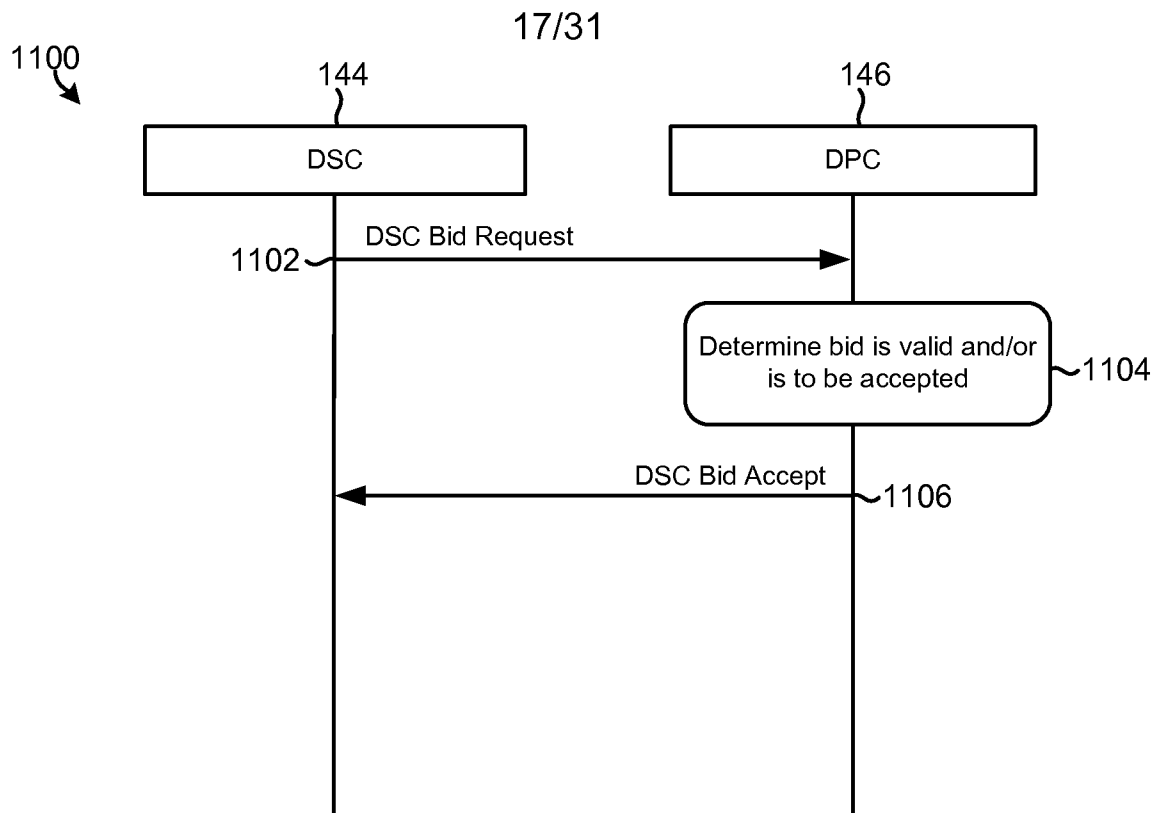 17/31
1100
144
146
DSC
DPC
DSC Bid Request
1102
Determine bid is valid and/or
is to be accepted
1104
DSC Bid Accept
1106